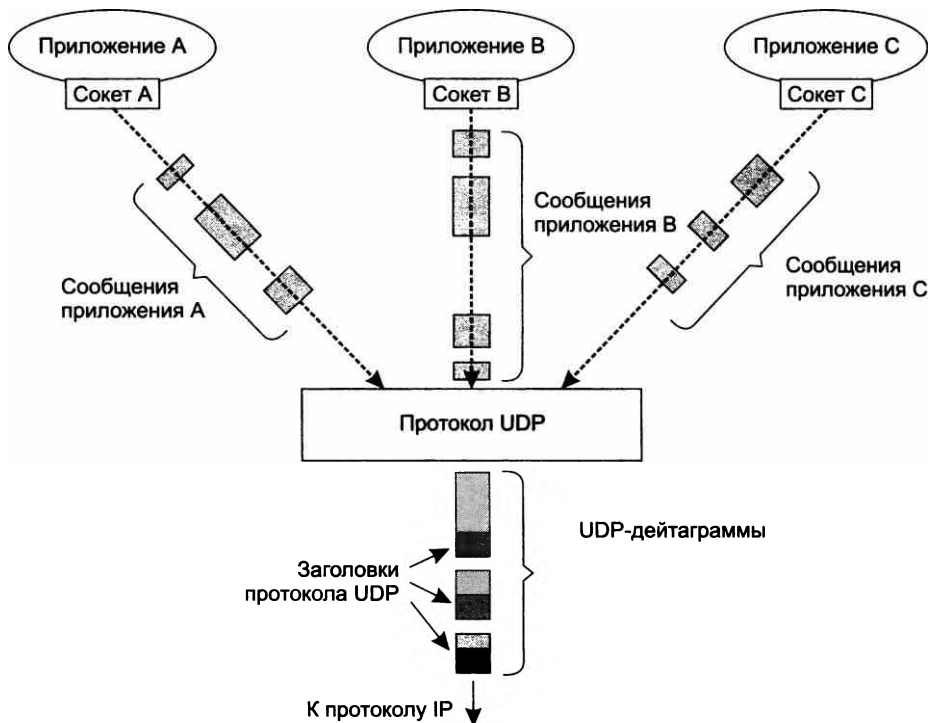 Приложение A
Приложение B
Приложение C
Сокет A
Сокет B
Сокет C
Сообщения
приложения B
Сообщения
приложения A
Сообщения
приложения C
Протокол UDP
UDP-дейтаграммы
Заголовки
протокола UDP
К протоколу IP